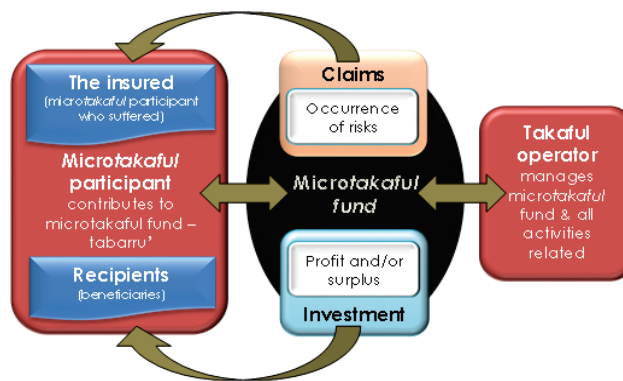 The insured
(microtakaful participant
who suffered)
Microtakaful
participant
contributes to
microtakaful fund –
tabarru'
Recipients
(beneficiaries)
Claims
Occurrence
of risks
Microtakaful
fund
Profit and/or
surplus
Investment
Takaful
operator
manages
microtakaful
fund & all
activities
related